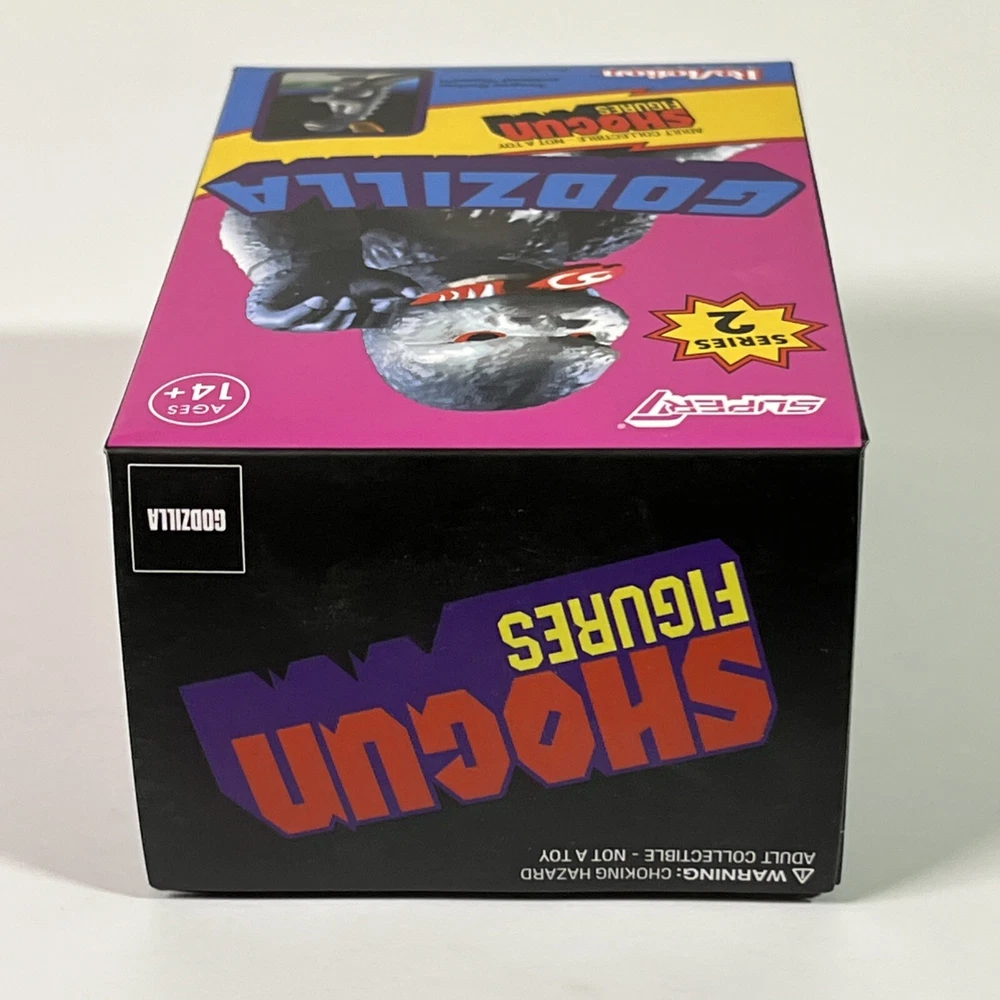 ReAction
SHOGUN
FIGURES
ADULT COLLECTIBLE - NOT A TOY
GODZILLA
SERIES
2
SUPER7
AGES
14+
GODZILLA
SHOGUN
FIGURES
⚠ WARNING: CHOKING HAZARD
ADULT COLLECTIBLE - NOT A TOY